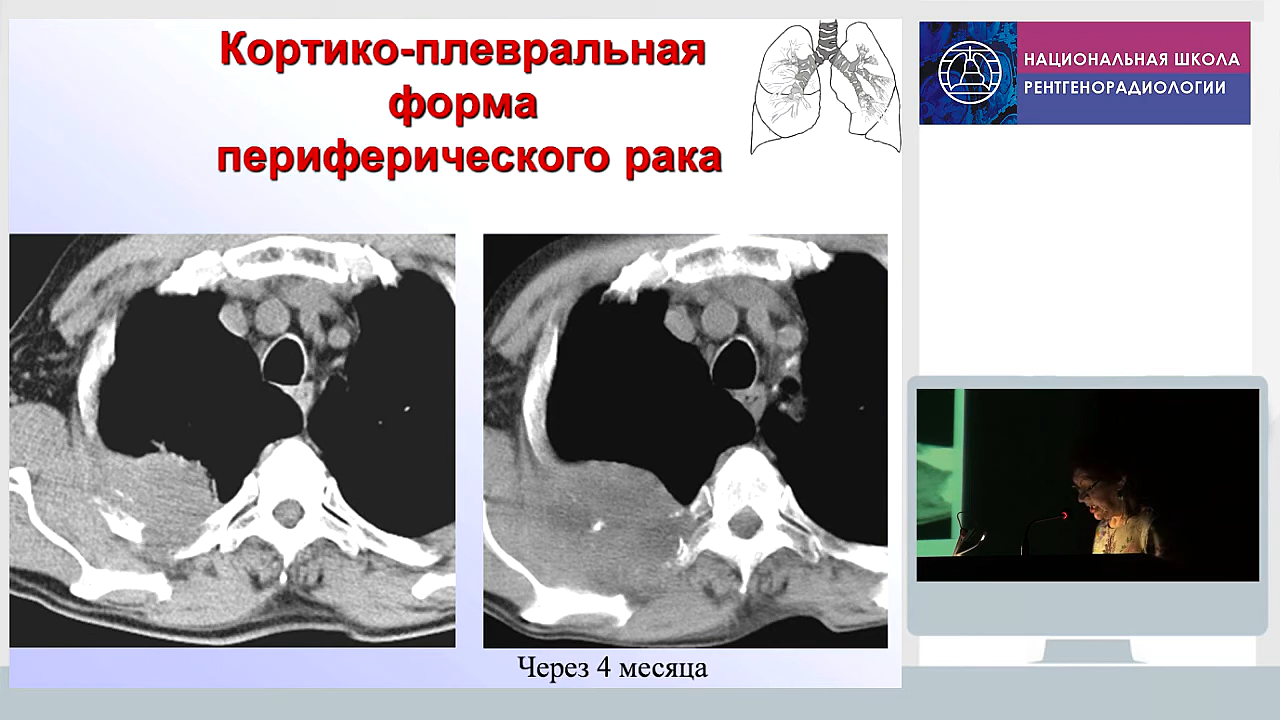 Кортико-плевральная
форма
периферического рака
НАЦИОНАЛЬНАЯ ШКОЛА
РЕНТГЕНОРАДИОЛОГИИ
Через 4 месяца